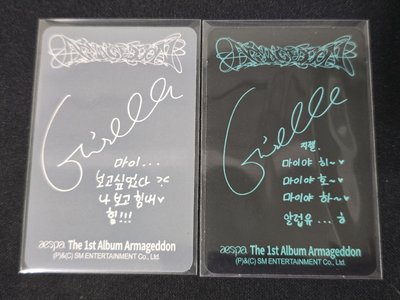 ARMAGEDDON
Giselle
마이...
보고싶었다 ?<
나 보고 힘내
힘!!!
aespa The 1st Album Armageddon
(P)&(C) SM ENTERTAINMENT Co., Ltd.
ARMAGEDDON
Giselle
지젤.
마이야 히~♥
마이야 호~♥
마이야 하~♥
알럽유 ... ㅎ
aespa The 1st Album Armageddon
(P)&(C) SM ENTERTAINMENT Co., Ltd.